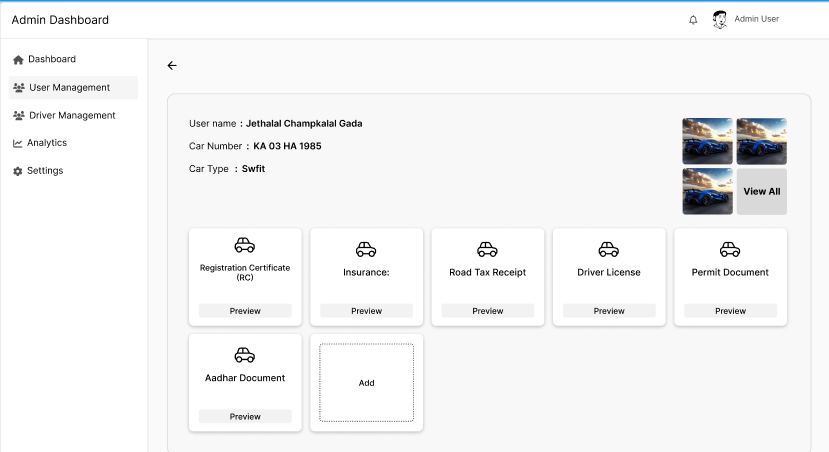 Admin Dashboard
Admin User
Dashboard
User Management
Driver Management
Analytics
Settings
User name : Jethalal Champkalal Gada
Car Number : KA 03 HA 1985
Car Type : Swfit
View All
Registration Certificate
(RC)
Preview
Insurance:
Preview
Road Tax Receipt
Preview
Driver License
Preview
Permit Document
Preview
Aadhar Document
Preview
Add